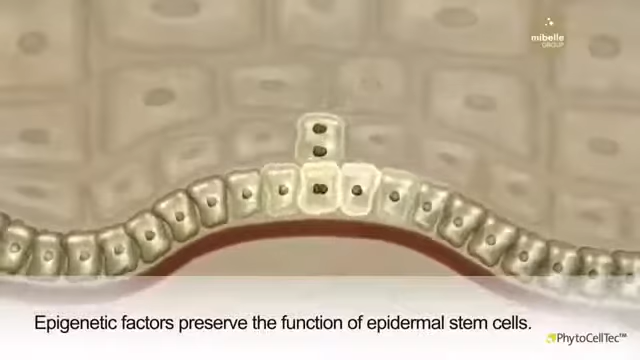 mibelle
GROUP
Epigenetic factors preserve the function of epidermal stem cells.
PhytoCellTec™